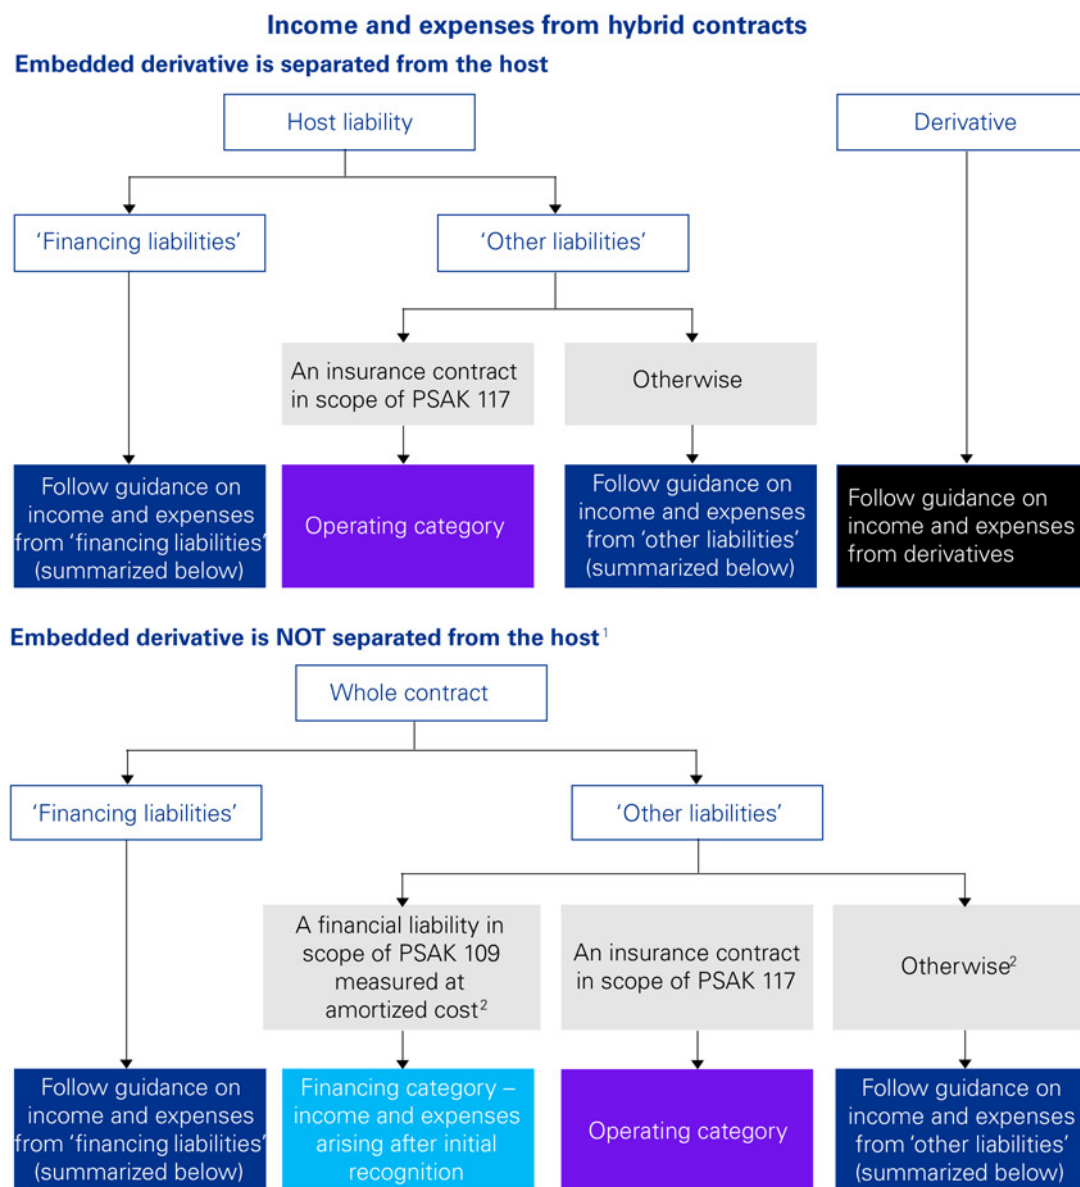 Income and expenses from hybrid contracts
Embedded derivative is separated from the host
Host liability
Derivative
‘Financing liabilities’
‘Other liabilities’
An insurance contract
in scope of PSAK 117
Otherwise
Follow guidance on
income and expenses
from ‘financing liabilities’
(summarized below)
Operating category
Follow guidance on
income and expenses
from ‘other liabilities’
(summarized below)
Follow guidance on
income and expenses
from derivatives
Embedded derivative is NOT separated from the host¹
Whole contract
‘Financing liabilities’
‘Other liabilities’
A financial liability in
scope of PSAK 109
measured at
amortized cost²
An insurance contract
in scope of PSAK 117
Otherwise²
Follow guidance on
income and expenses
from ‘financing liabilities’
(summarized below)
Financing category –
income and expenses
arising after initial
recognition
Operating category
Follow guidance on
income and expenses
from ‘other liabilities’
(summarized below)